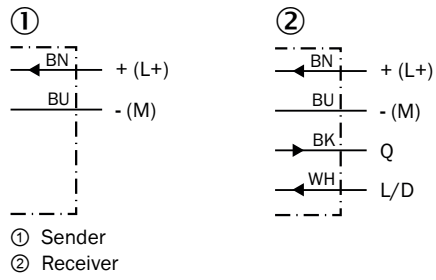 ① ②
BN + (L+) BN + (L+)
BU - (M) BU - (M)
BK Q
WH L/D
① Sender
② Receiver